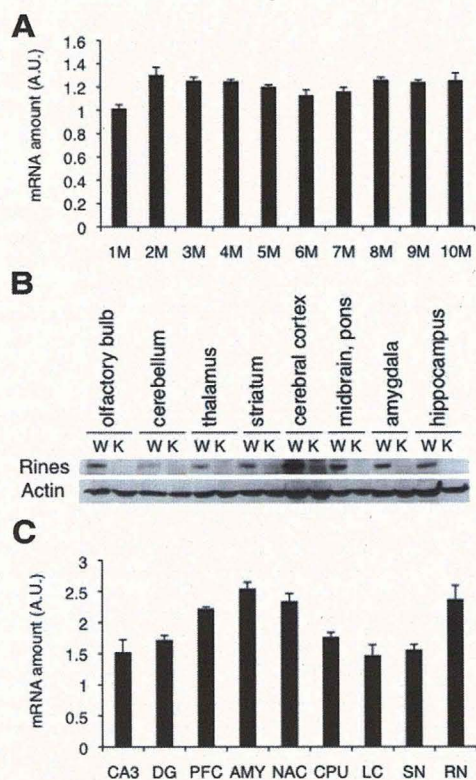 A
mRNA amount (A.U.)
1.6
1.4
1.2
1
0.8
0.6
0.4
0.2
0
1M 2M 3M 4M 5M 6M 7M 8M 9M 10M
B
olfactory bulb
cerebellum
thalamus
striatum
cerebral cortex
midbrain, pons
amygdala
hippocampus
W K W K W K W K W K W K W K W K
Rines
Actin
C
mRNA amount (A.U.)
3
2.5
2
1.5
1
0.5
0
CA3 DG PFC AMY NAC CPU LC SN RN